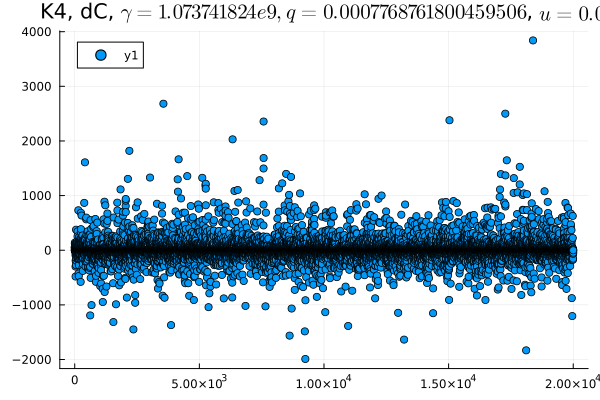 K4, dC, γ = 1.073741824e9, q = 0.0007768761800459506, u = 0.0
4000
y1
3000
2000
1000
0
−1000
−2000
0 5.00×10³ 1.00×10⁴ 1.50×10⁴ 2.00×10⁴